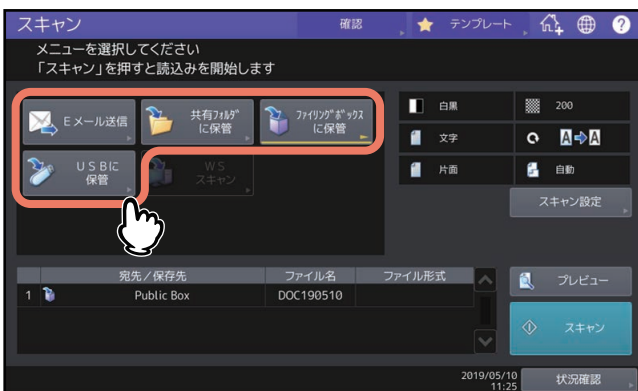 スキャン
確認
テンプレート
メニューを選択してください
「スキャン」を押すと読込みを開始します
Eメール送信
共有フォルダ
に保管
ファイリングボックス
に保管
USBに
保管
WS
スキャン
白黒
200
文字
A A
片面
自動
スキャン設定
宛先／保存先
ファイル名
ファイル形式
1 Public Box DOC190510
プレビュー
スキャン
2019/05/10
11:25
状況確認